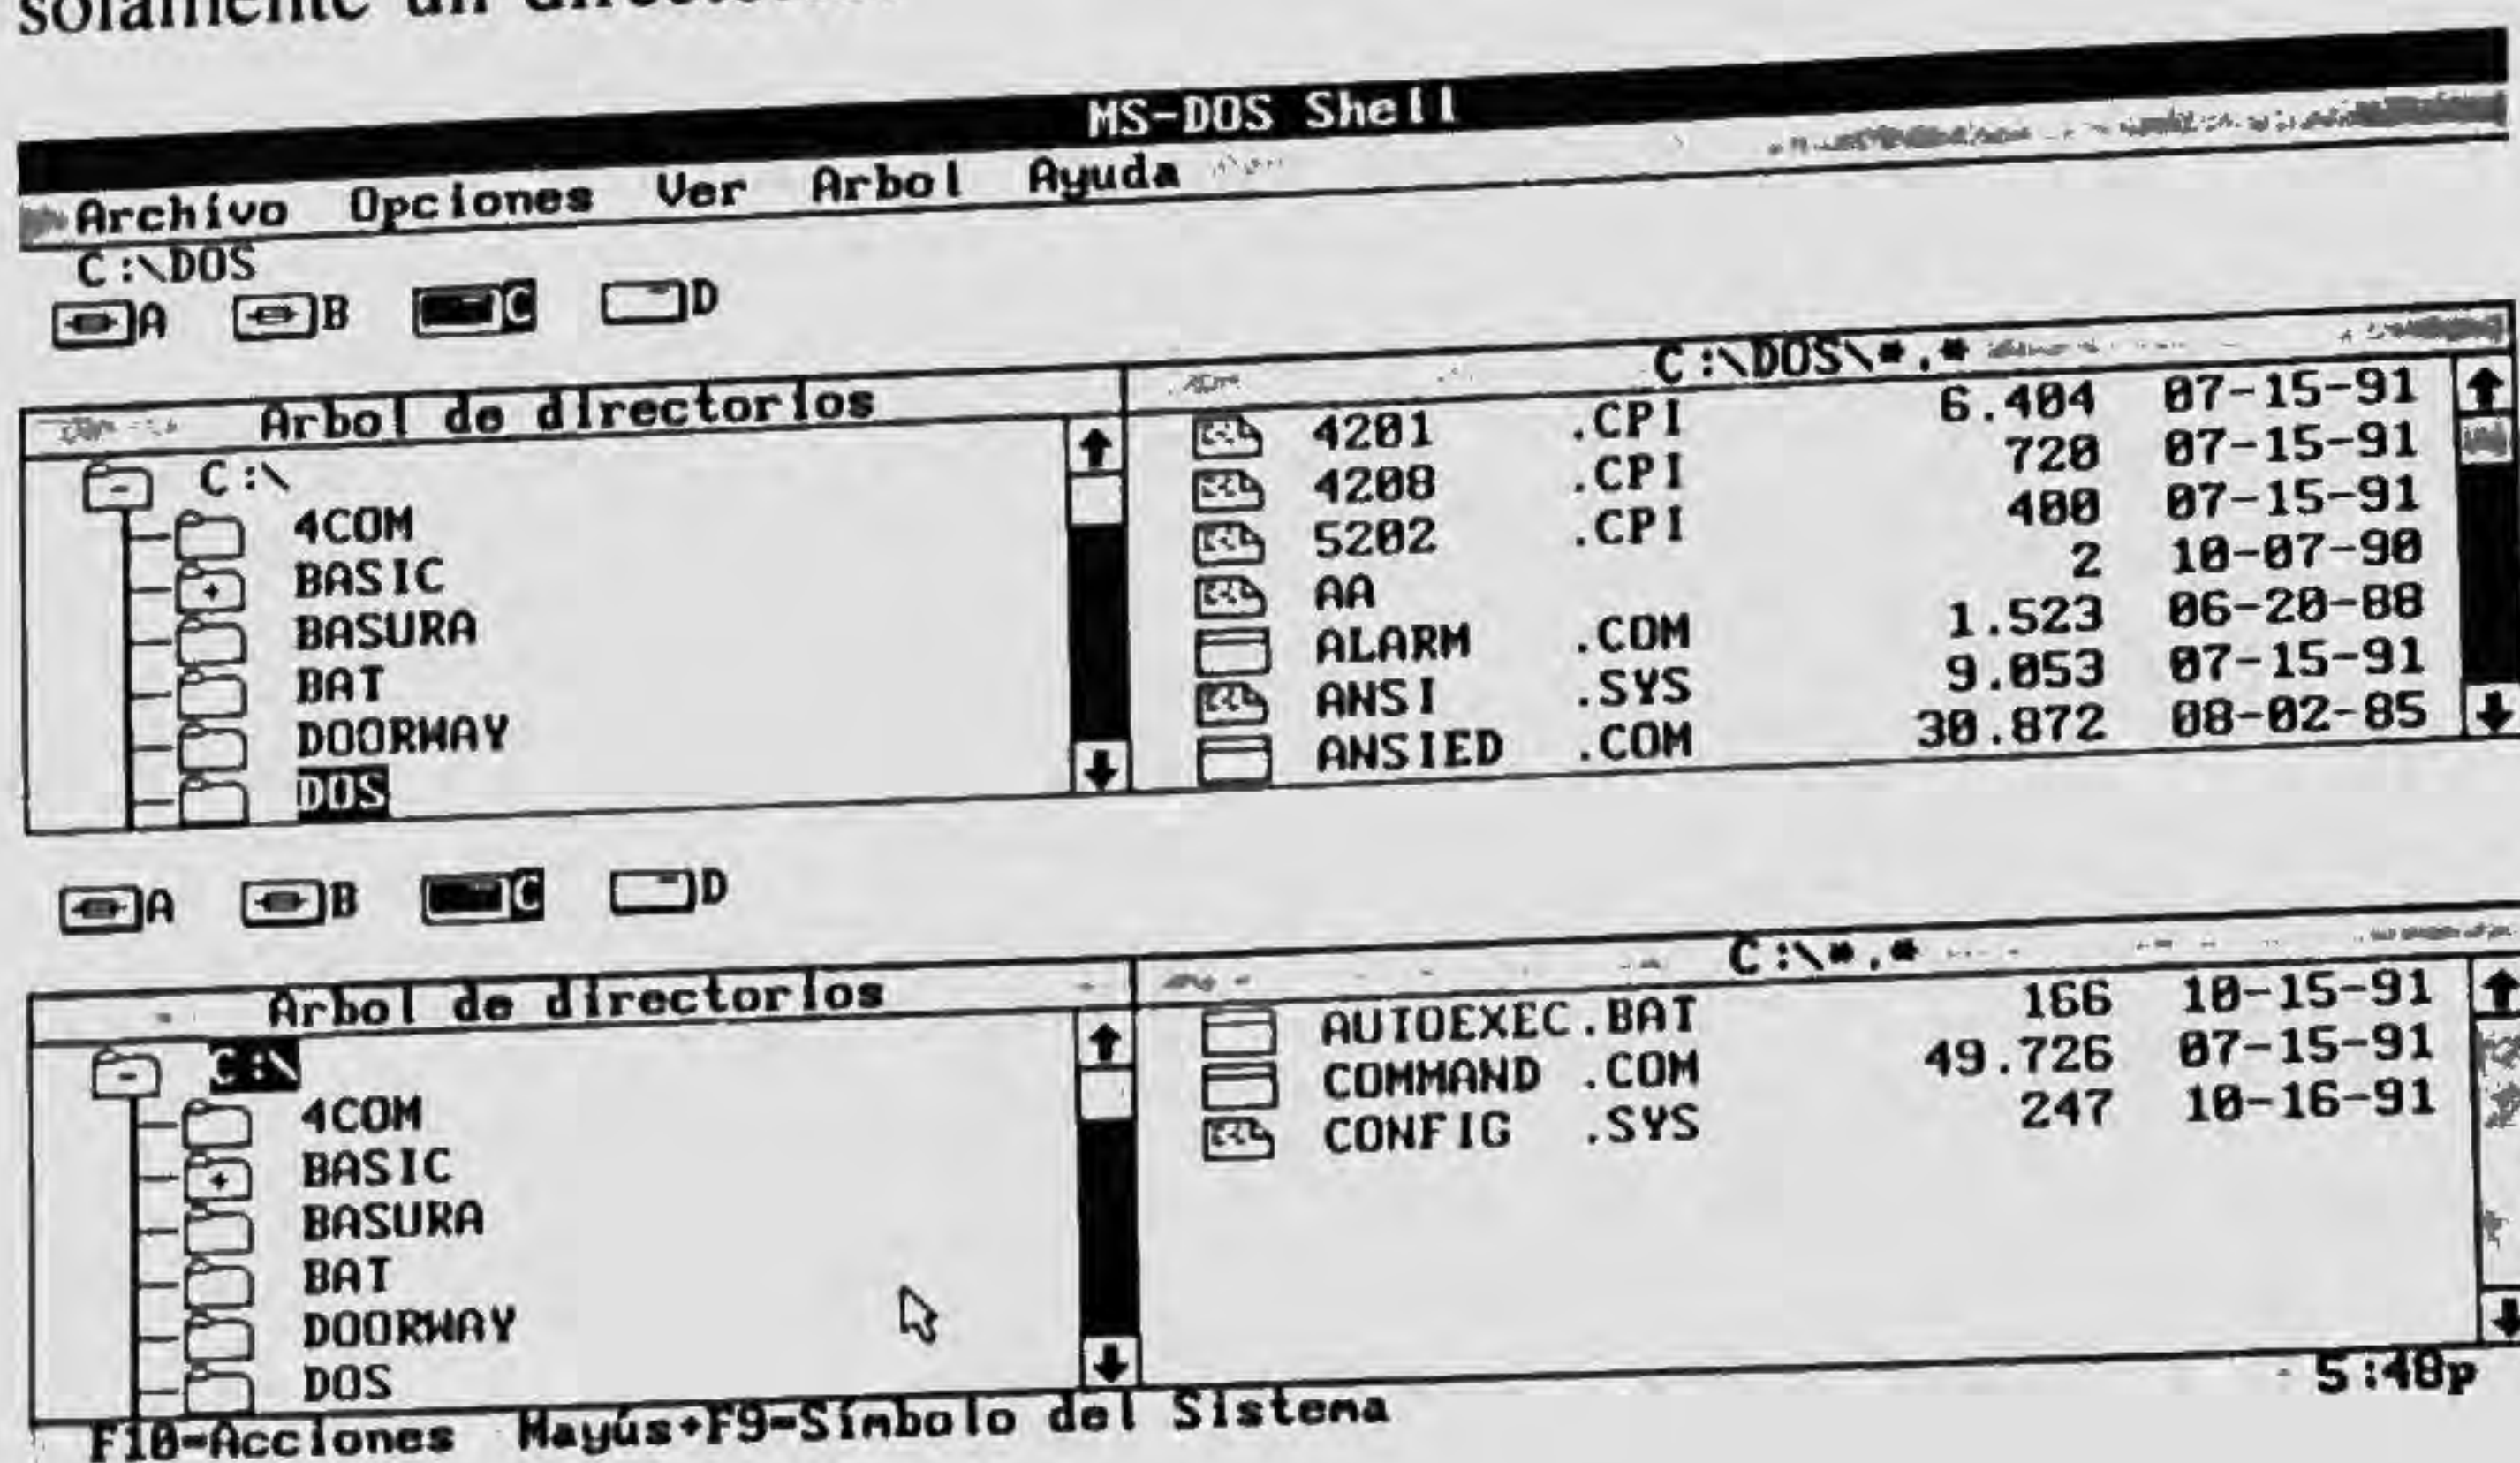 solamente un
MS-DOS Shell
Archivo Opciones Ver Arbol Ayuda
C:\DOS
A B C D
Arbol de directorios
C:\
4COM
BASIC
BASURA
BAT
DOORWAY
DOS
C:\DOS\*.*
4201 .CPI 6.404 07-15-91
4208 .CPI 720 07-15-91
5202 .CPI 400 07-15-91
AA 2 10-07-90
ALARM .COM 1.523 06-20-88
ANSI .SYS 9.053 07-15-91
ANSIED .COM 30.872 08-02-85
A B C D
Arbol de directorios
C:\
4COM
BASIC
BASURA
BAT
DOORWAY
DOS
C:\*.*
AUTOEXEC.BAT 166 10-15-91
COMMAND .COM 49.726 07-15-91
CONFIG .SYS 247 10-16-91
F10=Acciones Mayús+F9=Símbolo del Sistema 5:48p